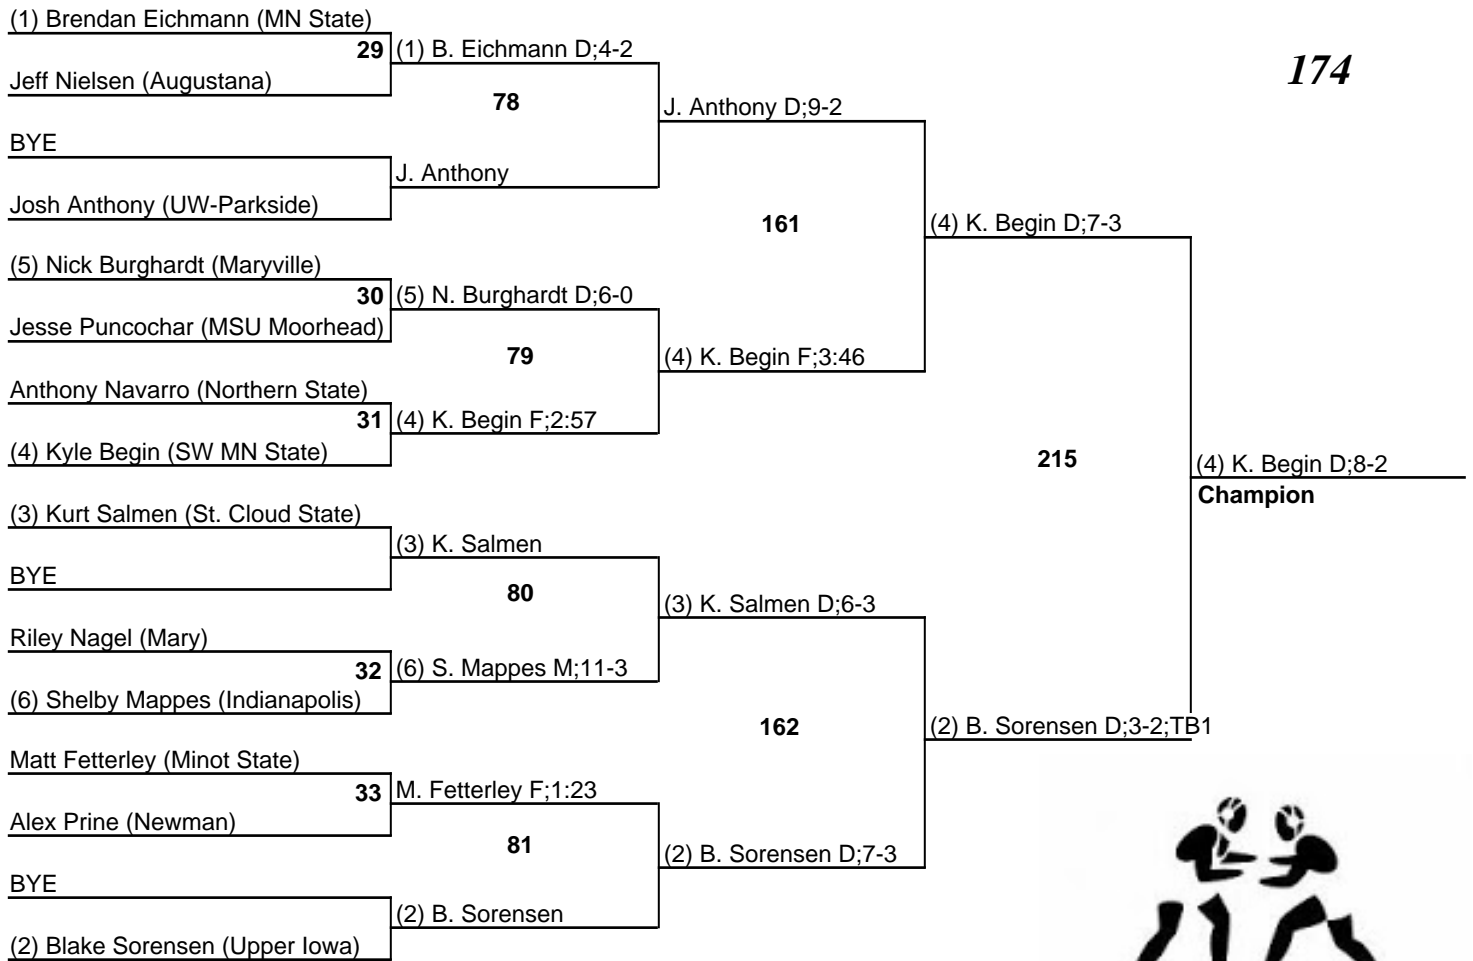 (1) Brendan Eichmann (MN State)
29
(1) B. Eichmann D;4-2
174
Jeff Nielsen (Augustana)
78
J. Anthony D;9-2
BYE
J. Anthony
Josh Anthony (UW-Parkside)
161
(4) K. Begin D;7-3
(5) Nick Burghardt (Maryville)
30
(5) N. Burghardt D;6-0
Jesse Puncochar (MSU Moorhead)
79
(4) K. Begin F;3:46
Anthony Navarro (Northern State)
31
(4) K. Begin F;2:57
(4) Kyle Begin (SW MN State)
215
(4) K. Begin D;8-2
Champion
(3) Kurt Salmen (St. Cloud State)
(3) K. Salmen
BYE
80
(3) K. Salmen D;6-3
Riley Nagel (Mary)
32
(6) S. Mappes M;11-3
(6) Shelby Mappes (Indianapolis)
162
(2) B. Sorensen D;3-2;TB1
Matt Fetterley (Minot State)
33
M. Fetterley F;1:23
Alex Prine (Newman)
81
(2) B. Sorensen D;7-3
BYE
(2) B. Sorensen
(2) Blake Sorensen (Upper Iowa)